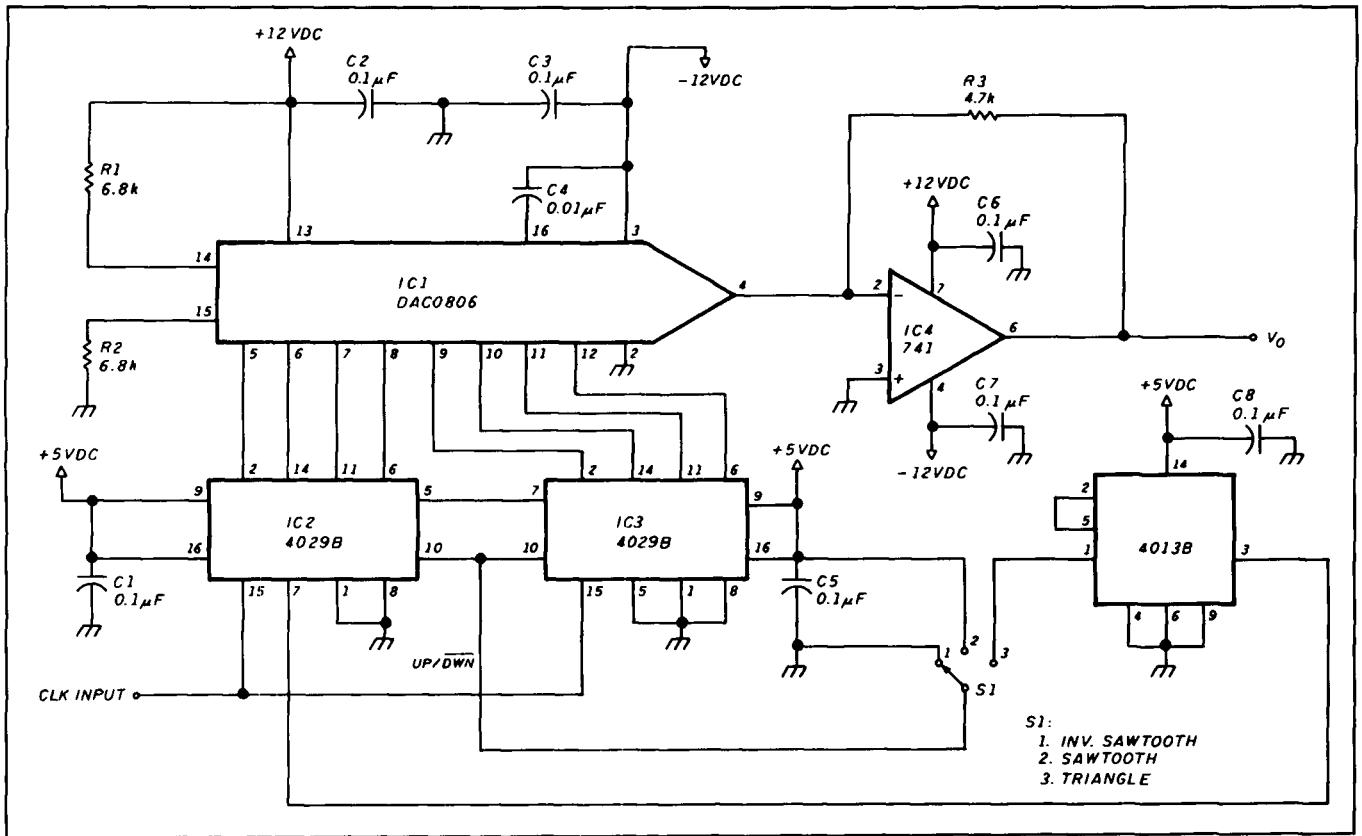 +12VDC
C2
0.1µF
C3
0.1µF
-12VDC
R3
4.7k
R1
6.8k
C4
0.01µF
+12VDC
C6
0.1µF
13
16
3
14
IC1
DAC0806
4
2
−
7
IC4
741
6
V₀
15
3
+
4
R2
6.8k
5
6
7
8
9
10
11
12
2
C7
0.1µF
-12VDC
+5VDC
C8
0.1µF
+5VDC
+5VDC
14
2
14
11
6
2
14
11
6
9
IC2
4029B
5
7
IC3
4029B
9
2
5
4013B
16
10
10
16
1
3
C1
0.1µF
15
7
1
8
15
5
1
8
C5
0.1µF
4
6
9
UP/D̅W̅N̅
1
2
3
S1
CLK INPUT
S1:
1. INV. SAWTOOTH
2. SAWTOOTH
3. TRIANGLE